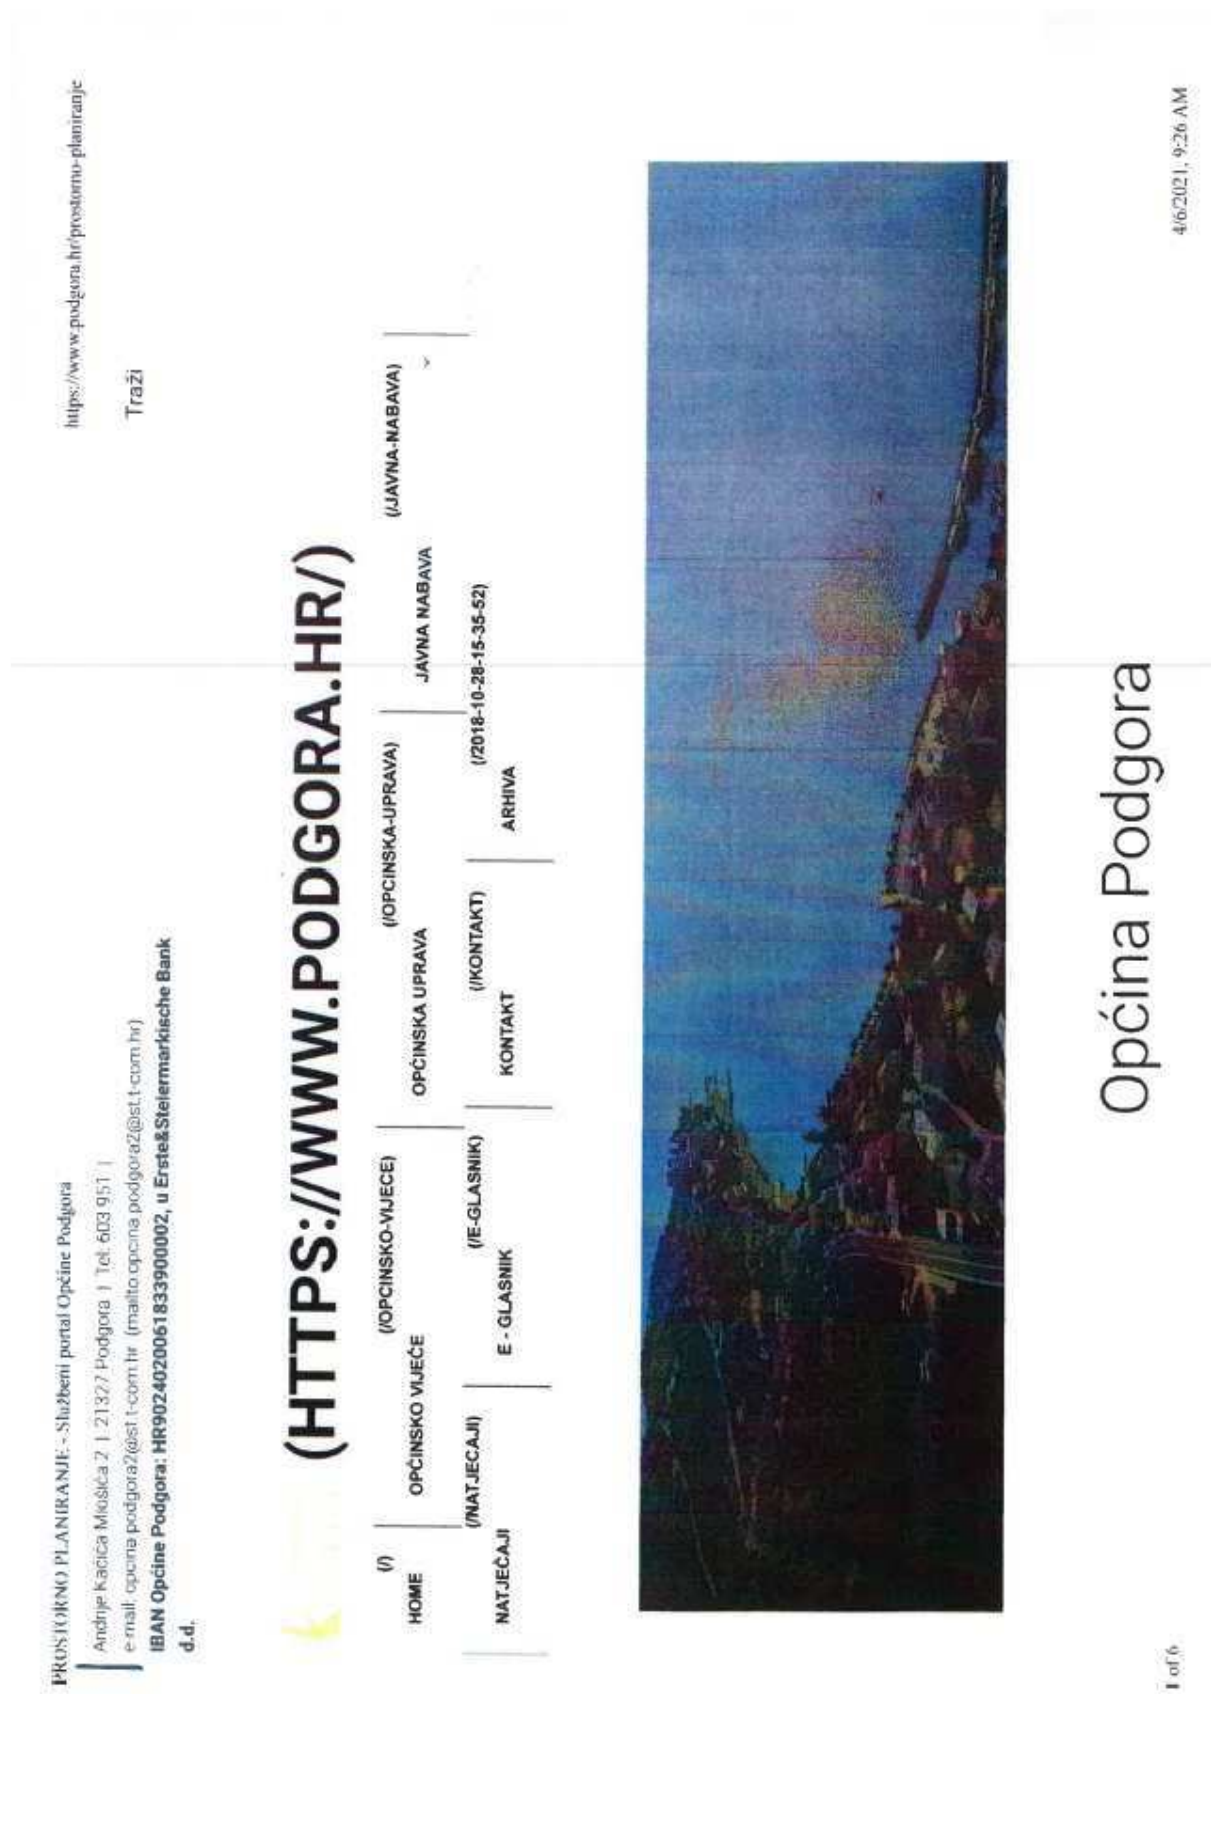 PROSTORNO PLANIRANJE - Službeni portal Općine Podgora
https://www.podgora.hr/prostorno-planiranje
Andrije Kačića Miošića 2 | 21327 Podgora | Tel: 603 951 |
e-mail: opcina.podgora2@st.t-com.hr (mailto:opcina.podgora2@st.t-com.hr)
Traži
IBAN Općine Podgora: HR9024020061833900002, u Erste&Steiermarkische Bank
d.d.
(HTTPS://WWW.PODGORA.HR/)
(/) (/OPCINSKO-VIJECE) (/OPCINSKA-UPRAVA) (/JAVNA-NABAVA)
HOME OPĆINSKO VIJEĆE OPĆINSKA UPRAVA JAVNA NABAVA
(/NATJECAJI) (/E-GLASNIK) (/KONTAKT) (/2018-10-28-15-35-52)
NATJEČAJI E - GLASNIK KONTAKT ARHIVA
Općina Podgora
1 of 6
4/6/2021, 9:26 AM